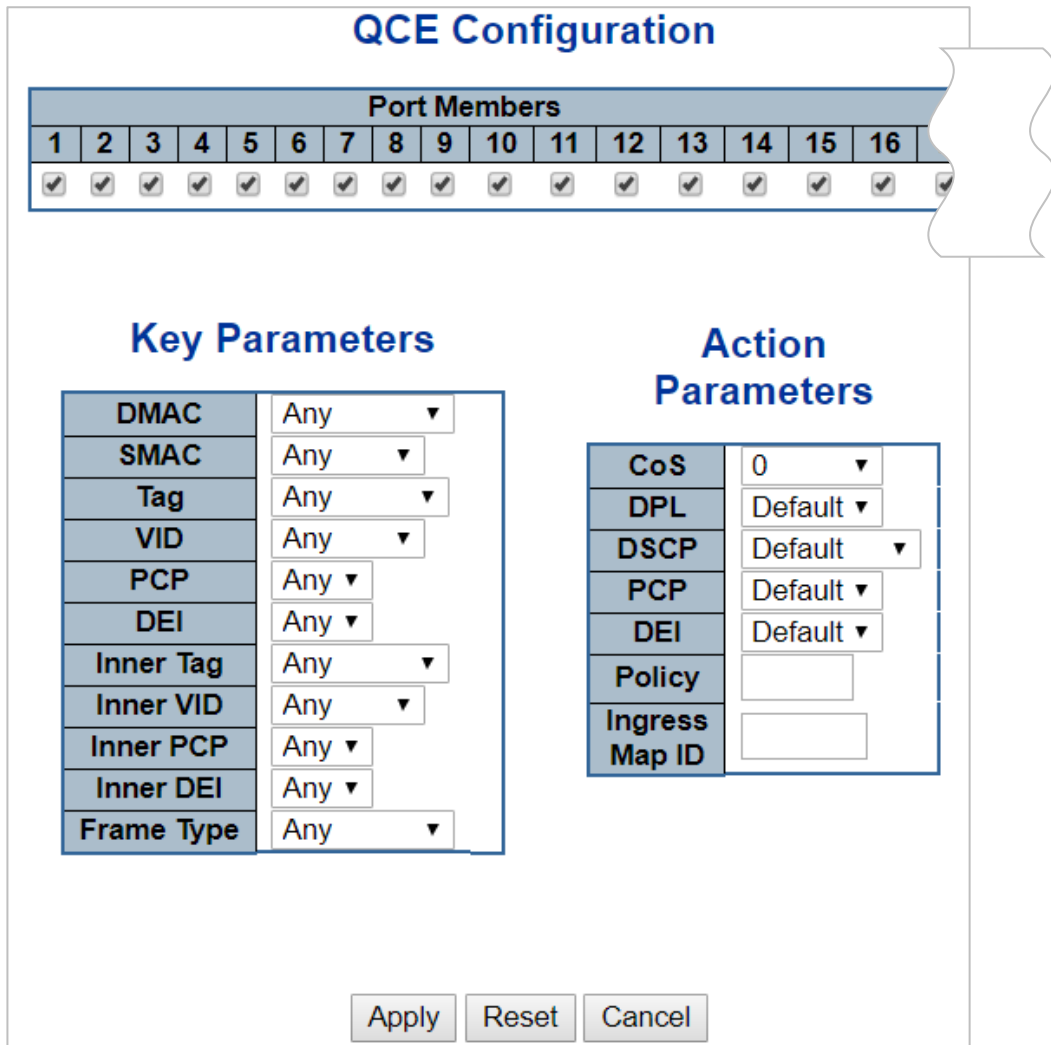 QCE Configuration
Port Members
1 2 3 4 5 6 7 8 9 10 11 12 13 14 15 16
Key Parameters
DMAC Any
SMAC Any
Tag Any
VID Any
PCP Any
DEI Any
Inner Tag Any
Inner VID Any
Inner PCP Any
Inner DEI Any
Frame Type Any
Action
Parameters
CoS 0
DPL Default
DSCP Default
PCP Default
DEI Default
Policy
Ingress
Map ID
Apply Reset Cancel